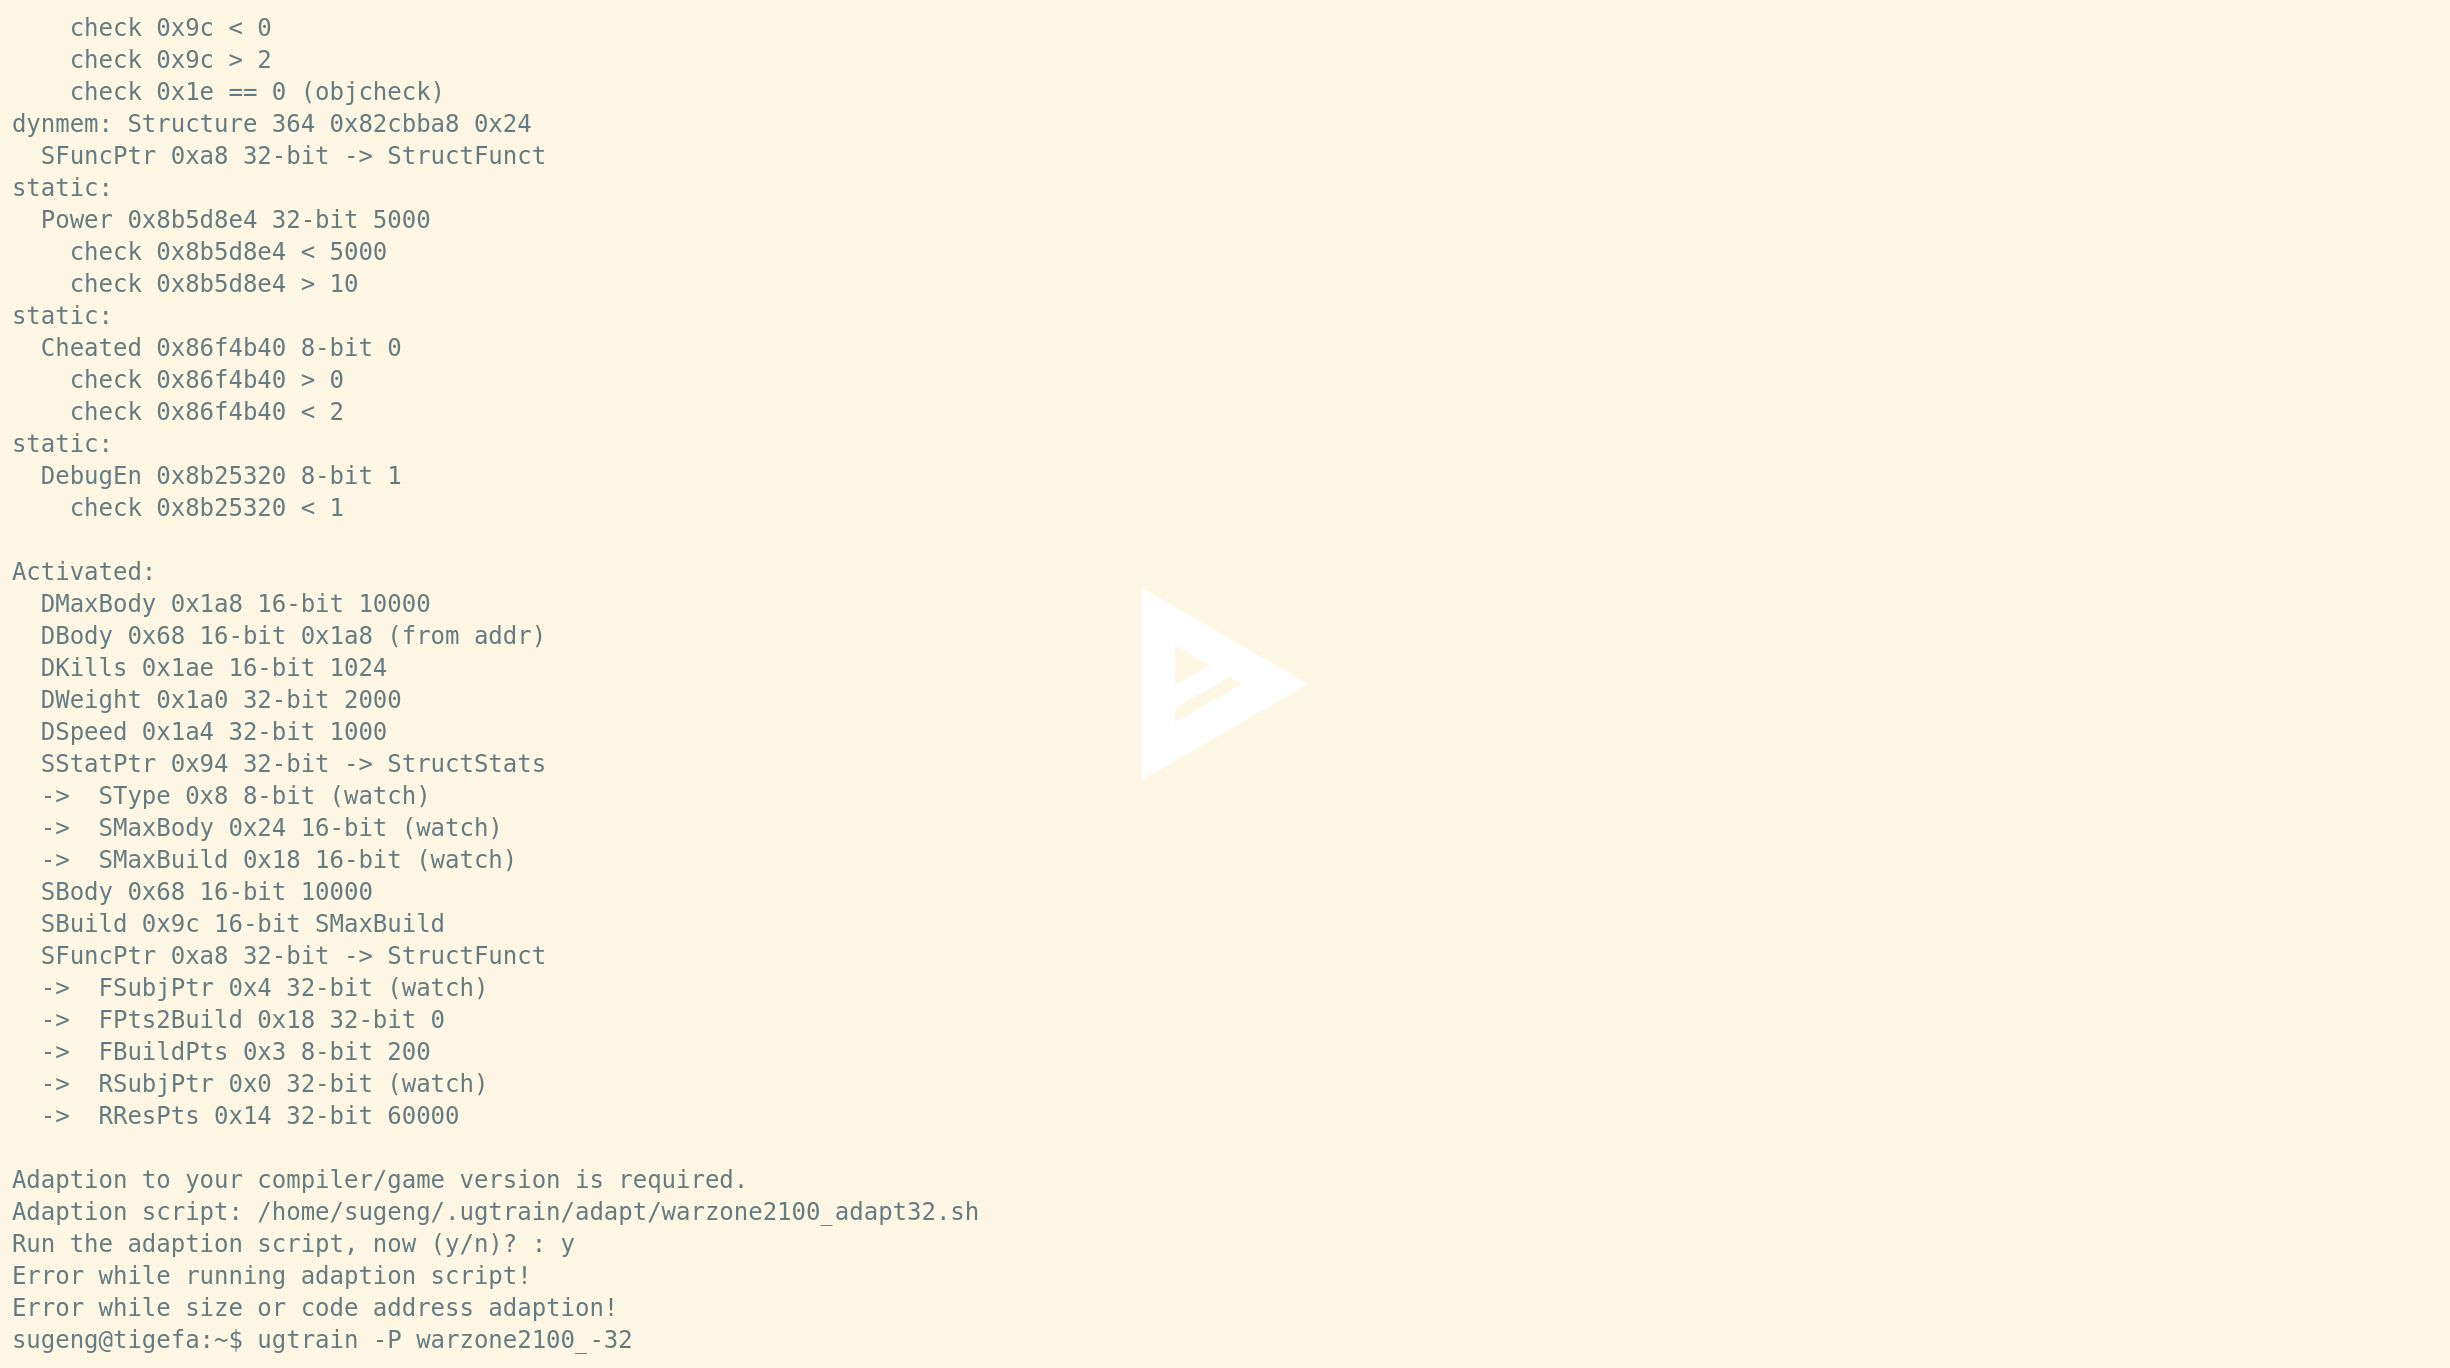 check 0x9c < 0
check 0x9c > 2
check 0x1e == 0 (objcheck)
dynmem: Structure 364 0x82cbba8 0x24
SFuncPtr 0xa8 32-bit -> StructFunct
static:
Power 0x8b5d8e4 32-bit 5000
check 0x8b5d8e4 < 5000
check 0x8b5d8e4 > 10
static:
Cheated 0x86f4b40 8-bit 0
check 0x86f4b40 > 0
check 0x86f4b40 < 2
static:
DebugEn 0x8b25320 8-bit 1
check 0x8b25320 < 1
Activated:
DMaxBody 0x1a8 16-bit 10000
DBody 0x68 16-bit 0x1a8 (from addr)
DKills 0x1ae 16-bit 1024
DWeight 0x1a0 32-bit 2000
DSpeed 0x1a4 32-bit 1000
SStatPtr 0x94 32-bit -> StructStats
->  SType 0x8 8-bit (watch)
->  SMaxBody 0x24 16-bit (watch)
->  SMaxBuild 0x18 16-bit (watch)
SBody 0x68 16-bit 10000
SBuild 0x9c 16-bit SMaxBuild
SFuncPtr 0xa8 32-bit -> StructFunct
->  FSubjPtr 0x4 32-bit (watch)
->  FPts2Build 0x18 32-bit 0
->  FBuildPts 0x3 8-bit 200
->  RSubjPtr 0x0 32-bit (watch)
->  RResPts 0x14 32-bit 60000
Adaption to your compiler/game version is required.
Adaption script: /home/sugeng/.ugtrain/adapt/warzone2100_adapt32.sh
Run the adaption script, now (y/n)? : y
Error while running adaption script!
Error while size or code address adaption!
sugeng@tigefa:~$ ugtrain -P warzone2100_-32